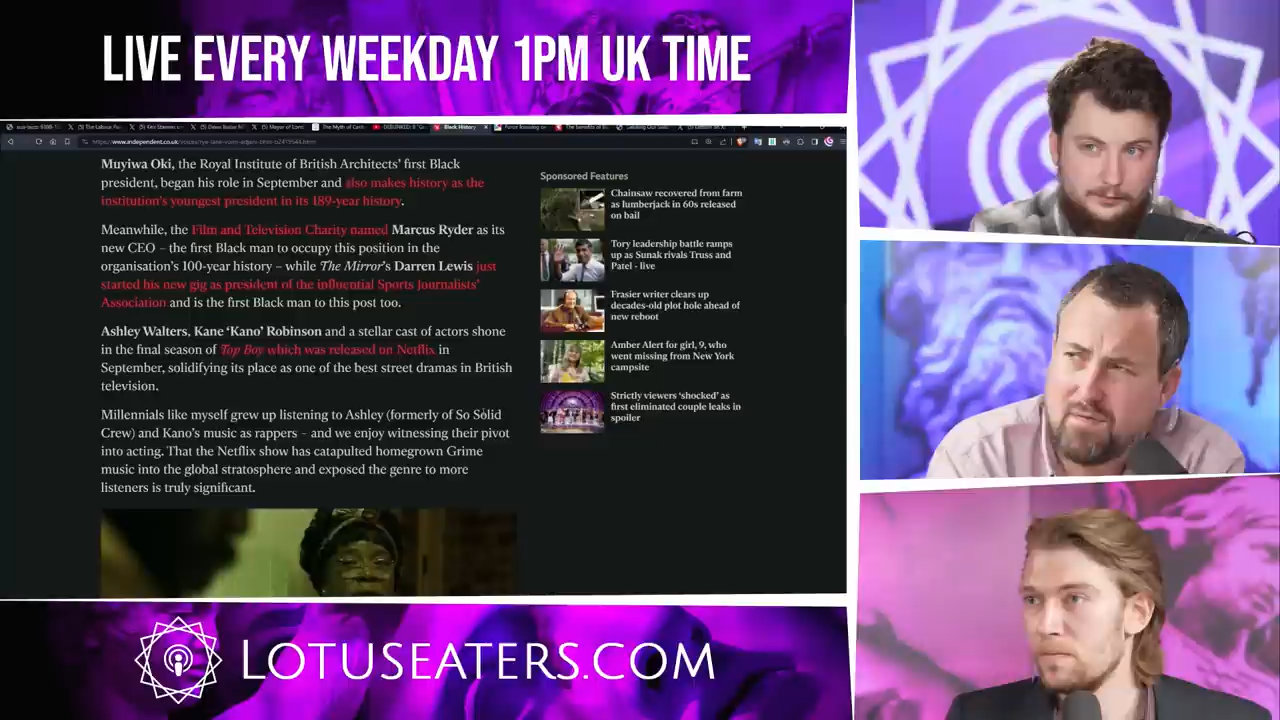 LIVE EVERY WEEKDAY 1PM UK TIME
Black History
Muyiwa Oki, the Royal Institute of British Architects' first Black
president, began his role in September and also makes history as the
institution's youngest president in its 189-year history.
Meanwhile, the Film and Television Charity named Marcus Ryder as its
new CEO – the first Black man to occupy this position in the
organisation's 100-year history – while The Mirror's Darren Lewis just
started his new gig as president of the influential Sports Journalists'
Association and is the first Black man to this post too.
Ashley Walters, Kane 'Kano' Robinson and a stellar cast of actors shone
in the final season of Top Boy which was released on Netflix in
September, solidifying its place as one of the best street dramas in British
television.
Millennials like myself grew up listening to Ashley (formerly of So Solid
Crew) and Kano's music as rappers – and we enjoy witnessing their pivot
into acting. That the Netflix show has catapulted homegrown Grime
music into the global stratosphere and exposed the genre to more
listeners is truly significant.
Sponsored Features
Chainsaw recovered from farm
as lumberjack in 60s released
on bail
Tory leadership battle ramps
up as Sunak rivals Truss and
Patel - live
Frasier writer clears up
decades-old plot hole ahead of
new reboot
Amber Alert for girl, 9, who
went missing from New York
campsite
Strictly viewers 'shocked' as
first eliminated couple leaks in
spoiler
LOTUSEATERS.COM